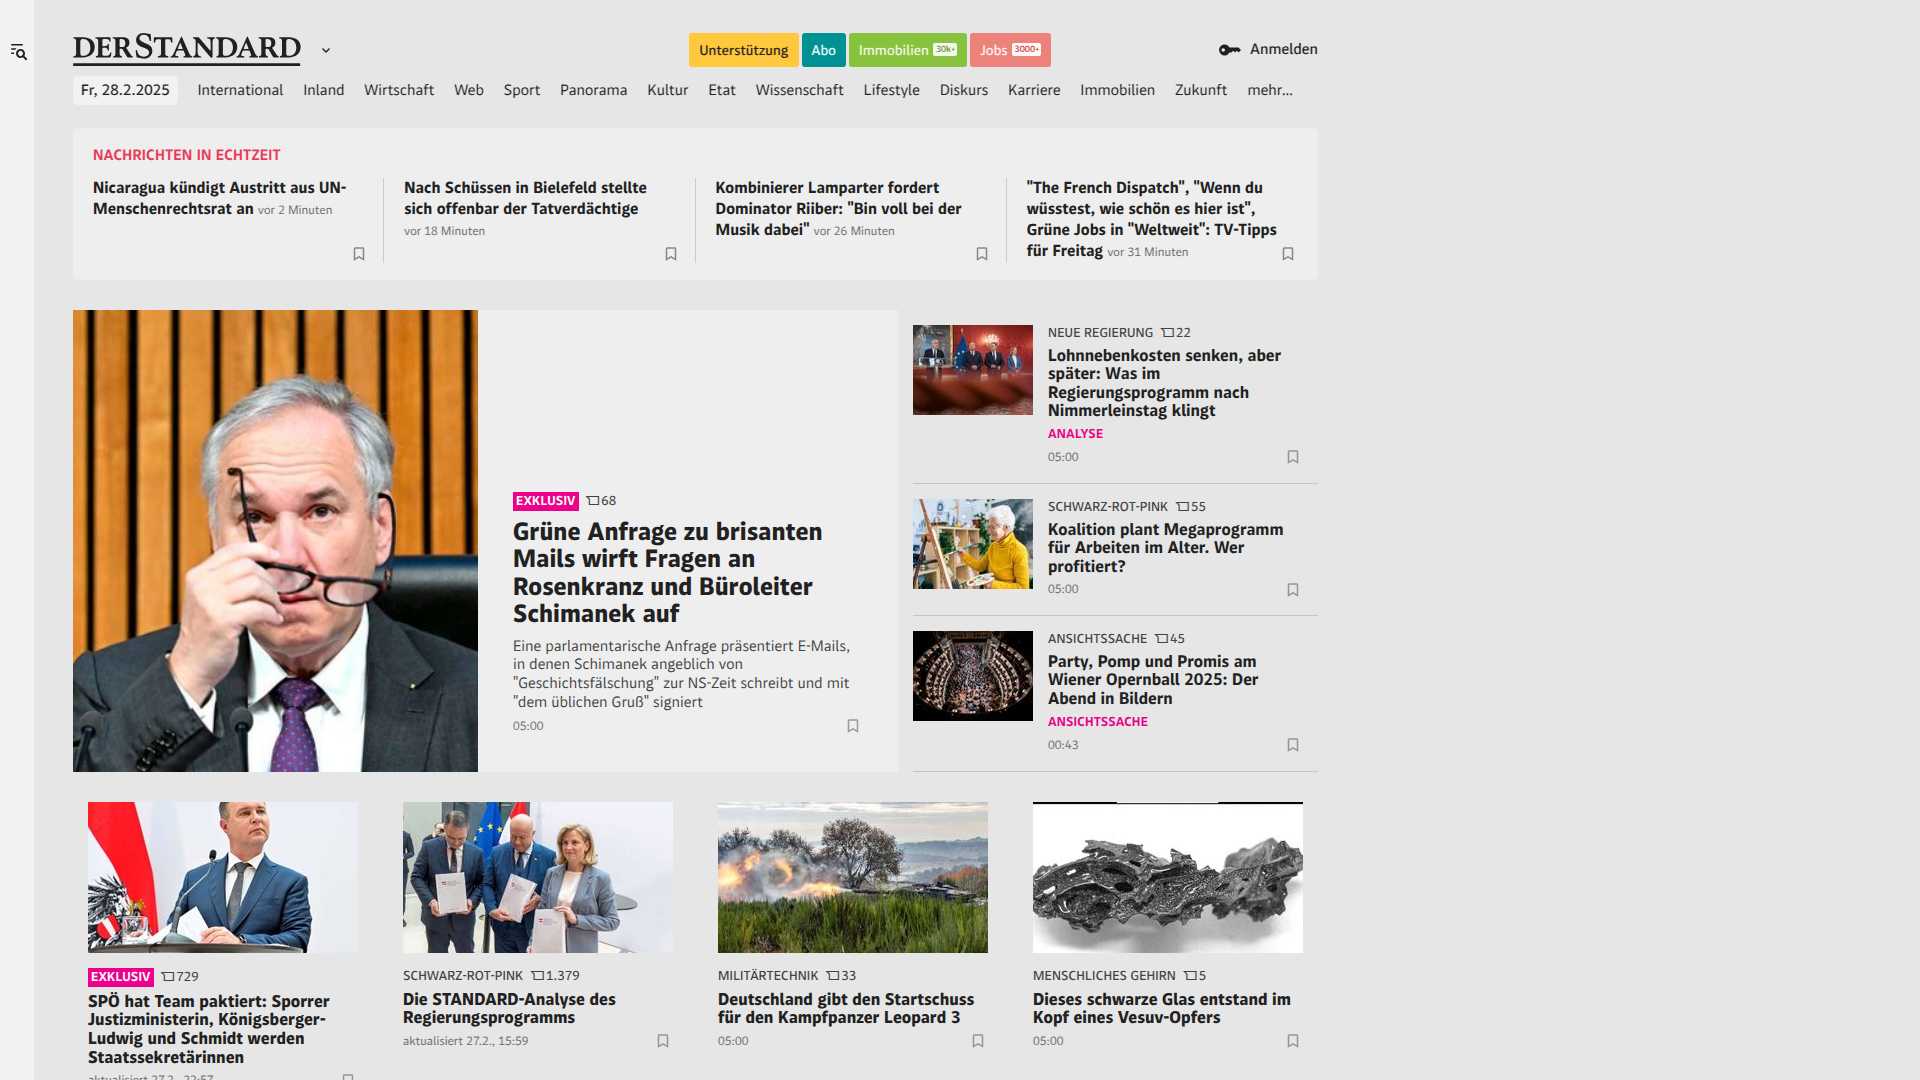 DERSTANDARD
Unterstützung
Abo
Immobilien 30k+
Jobs 3000+
Anmelden
Fr, 28.2.2025
International
Inland
Wirtschaft
Web
Sport
Panorama
Kultur
Etat
Wissenschaft
Lifestyle
Diskurs
Karriere
Immobilien
Zukunft
mehr...
NACHRICHTEN IN ECHTZEIT
Nicaragua kündigt Austritt aus UN-
Menschenrechtsrat an vor 2 Minuten
Nach Schüssen in Bielefeld stellte
sich offenbar der Tatverdächtige
vor 18 Minuten
Kombinierer Lamparter fordert
Dominator Riiber: "Bin voll bei der
Musik dabei" vor 26 Minuten
"The French Dispatch", "Wenn du
wüsstest, wie schön es hier ist",
Grüne Jobs in "Weltweit": TV-Tipps
für Freitag vor 31 Minuten
EXKLUSIV 68
Grüne Anfrage zu brisanten
Mails wirft Fragen an
Rosenkranz und Büroleiter
Schimanek auf
Eine parlamentarische Anfrage präsentiert E-Mails,
in denen Schimanek angeblich von
"Geschichtsfälschung" zur NS-Zeit schreibt und mit
"dem üblichen Gruß" signiert
05:00
NEUE REGIERUNG 22
Lohnnebenkosten senken, aber
später: Was im
Regierungsprogramm nach
Nimmerleinstag klingt
ANALYSE
05:00
SCHWARZ-ROT-PINK 55
Koalition plant Megaprogramm
für Arbeiten im Alter. Wer
profitiert?
05:00
ANSICHTSSACHE 45
Party, Pomp und Promis am
Wiener Opernball 2025: Der
Abend in Bildern
ANSICHTSSACHE
00:43
EXKLUSIV 729
SPÖ hat Team paktiert: Sporrer
Justizministerin, Königsberger-
Ludwig und Schmidt werden
Staatssekretärinnen
aktualisiert 27.2., 22:57
SCHWARZ-ROT-PINK 1.379
Die STANDARD-Analyse des
Regierungsprogramms
aktualisiert 27.2., 15:59
MILITÄRTECHNIK 33
Deutschland gibt den Startschuss
für den Kampfpanzer Leopard 3
05:00
MENSCHLICHES GEHIRN 5
Dieses schwarze Glas entstand im
Kopf eines Vesuv-Opfers
05:00